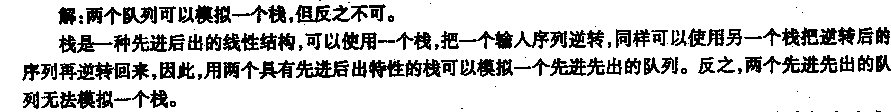 解:两个队列可以模拟一个栈,但反之不可。
栈是一种先进后出的线性结构,可以使用一个栈,把一个输人序列逆转,同样可以使用另一个栈把逆转后的
序列再逆转回来,因此,用两个具有先进后出特性的栈可以模拟一个先进先出的队列。反之,两个先进先出的队
列无法模拟一个栈。